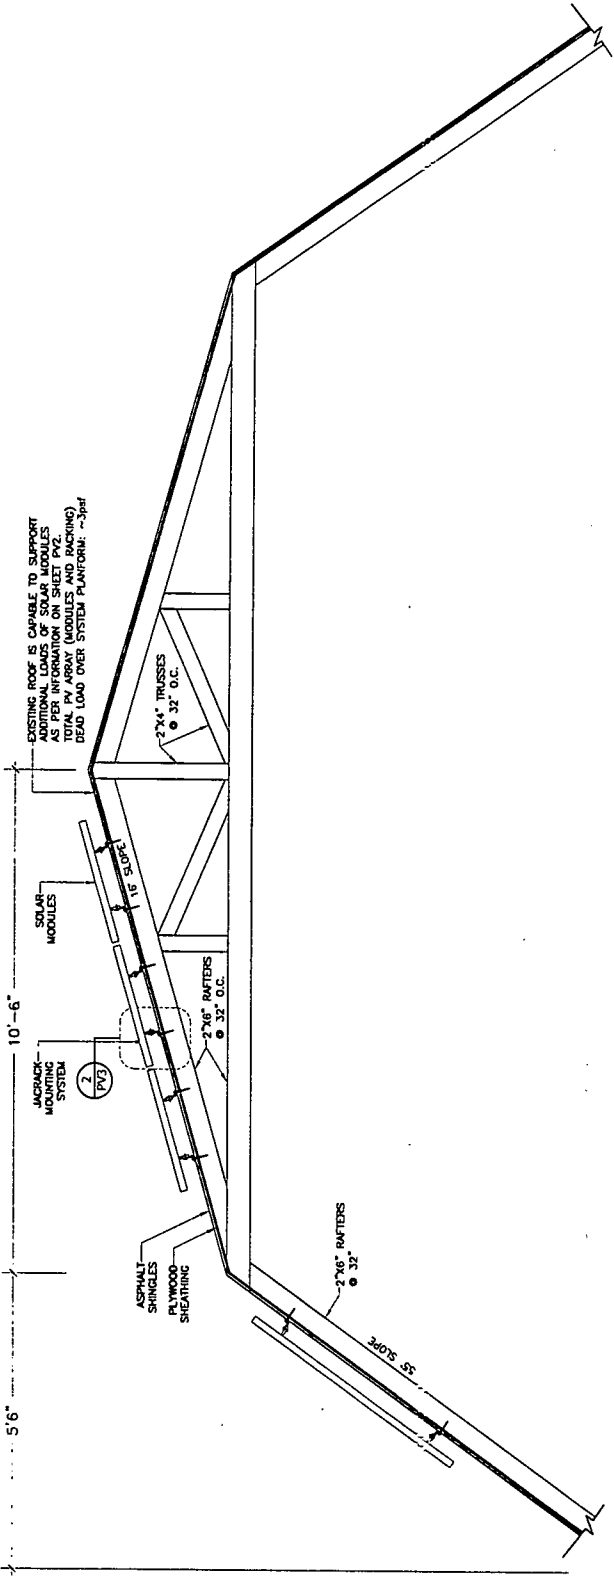 5'6"
10'-6"
EXISTING ROOF IS CAPABLE TO SUPPORT
ADDITIONAL LOADS OF SOLAR MODULES
AS PER INFORMATION ON SHEET PV2.
TOTAL PV ARRAY (MODULES AND RACKING)
DEAD LOAD OVER SYSTEM PLANFORM: ~3psf
SOLAR
MODULES
JACRACK
MOUNTING
SYSTEM
2
PV3
ASPHALT
SHINGLES
PLYWOOD
SHEATHING
16° SLOPE
2"X4" TRUSSES
@ 32" O.C.
2"X6" RAFTERS
@ 32" O.C.
2"X6" RAFTERS
@ 32"
55° SLOPE